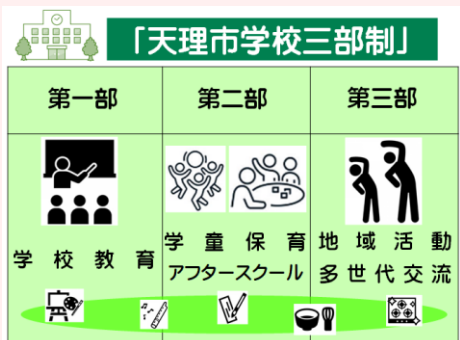 「天理市学校三部制」
第一部 第二部 第三部
学校教育
学童保育
アフタースクール
地域活動
多世代交流